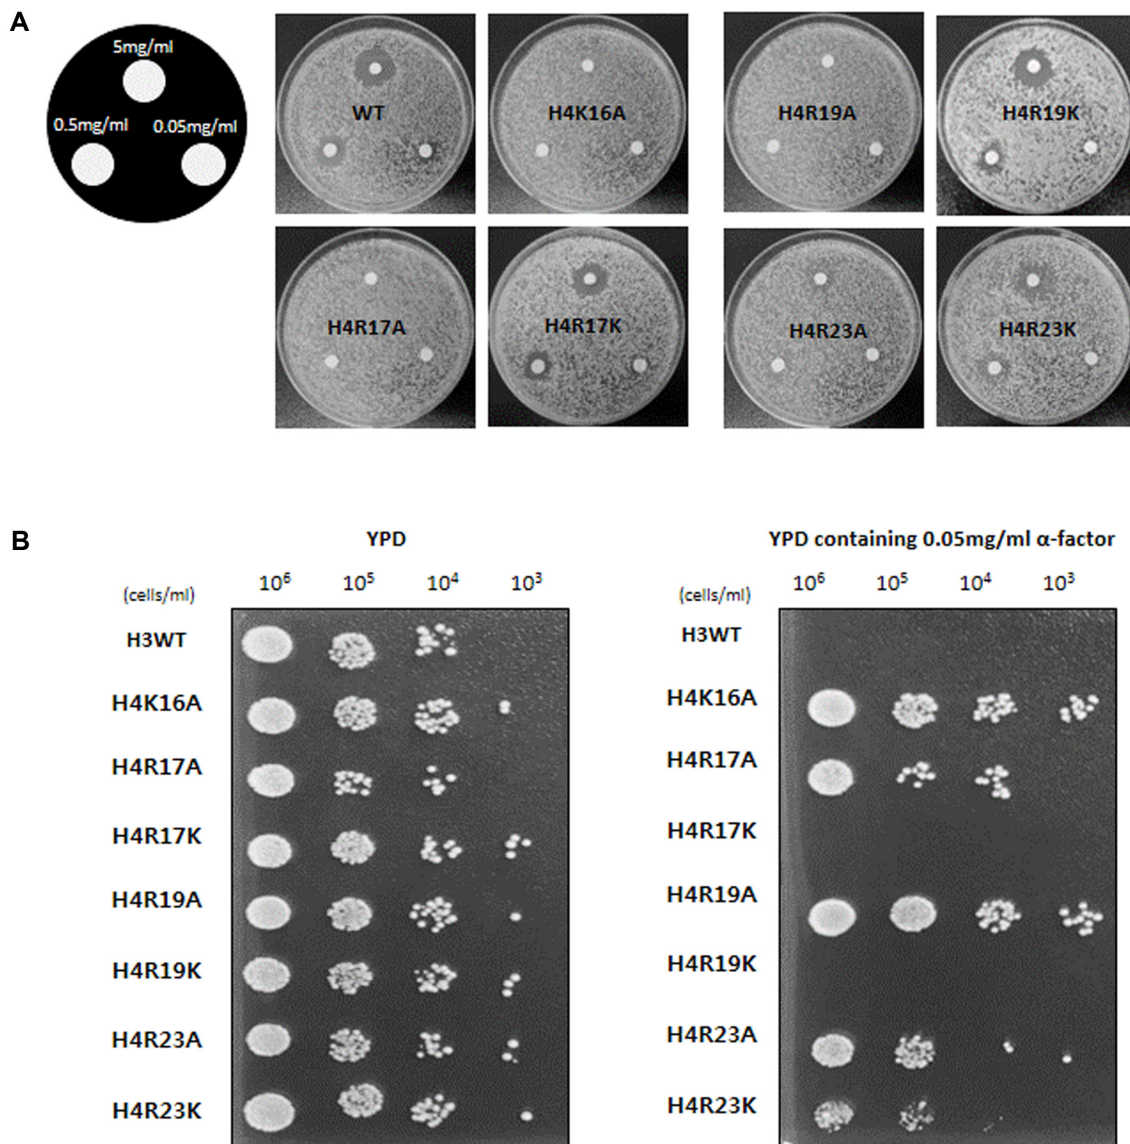 A
5mg/ml
0.5mg/ml 0.05mg/ml
WT
H4K16A
H4R19A
H4R19K
H4R17A
H4R17K
H4R23A
H4R23K
B
YPD
(cells/ml) 10⁶ 10⁵ 10⁴ 10³
H3WT
H4K16A
H4R17A
H4R17K
H4R19A
H4R19K
H4R23A
H4R23K
YPD containing 0.05mg/ml α-factor
(cells/ml) 10⁶ 10⁵ 10⁴ 10³
H3WT
H4K16A
H4R17A
H4R17K
H4R19A
H4R19K
H4R23A
H4R23K